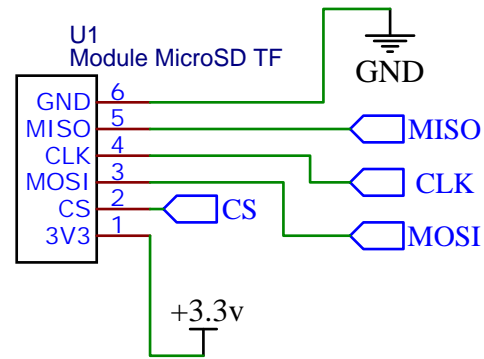 U1
Module MicroSD TF
GND
GND 6
MISO 5 MISO
CLK 4 CLK
MOSI 3 MOSI
CS 2 CS
3V3 1
+3.3v